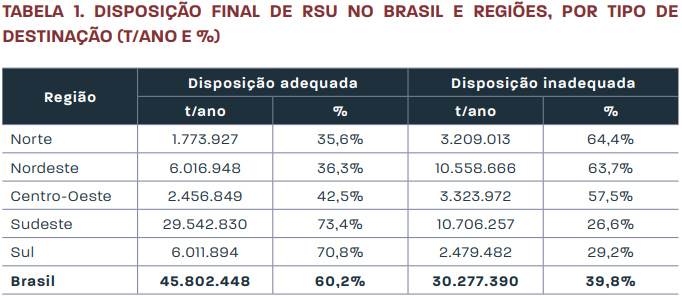 TABELA 1. DISPOSIÇÃO FINAL DE RSU NO BRASIL E REGIÕES, POR TIPO DE
DESTINAÇÃO (T/ANO E %)
Região Disposição adequada Disposição inadequada
t/ano % t/ano %
Norte 1.773.927 35,6% 3.209.013 64,4%
Nordeste 6.016.948 36,3% 10.558.666 63,7%
Centro-Oeste 2.456.849 42,5% 3.323.972 57,5%
Sudeste 29.542.830 73,4% 10.706.257 26,6%
Sul 6.011.894 70,8% 2.479.482 29,2%
Brasil 45.802.448 60,2% 30.277.390 39,8%